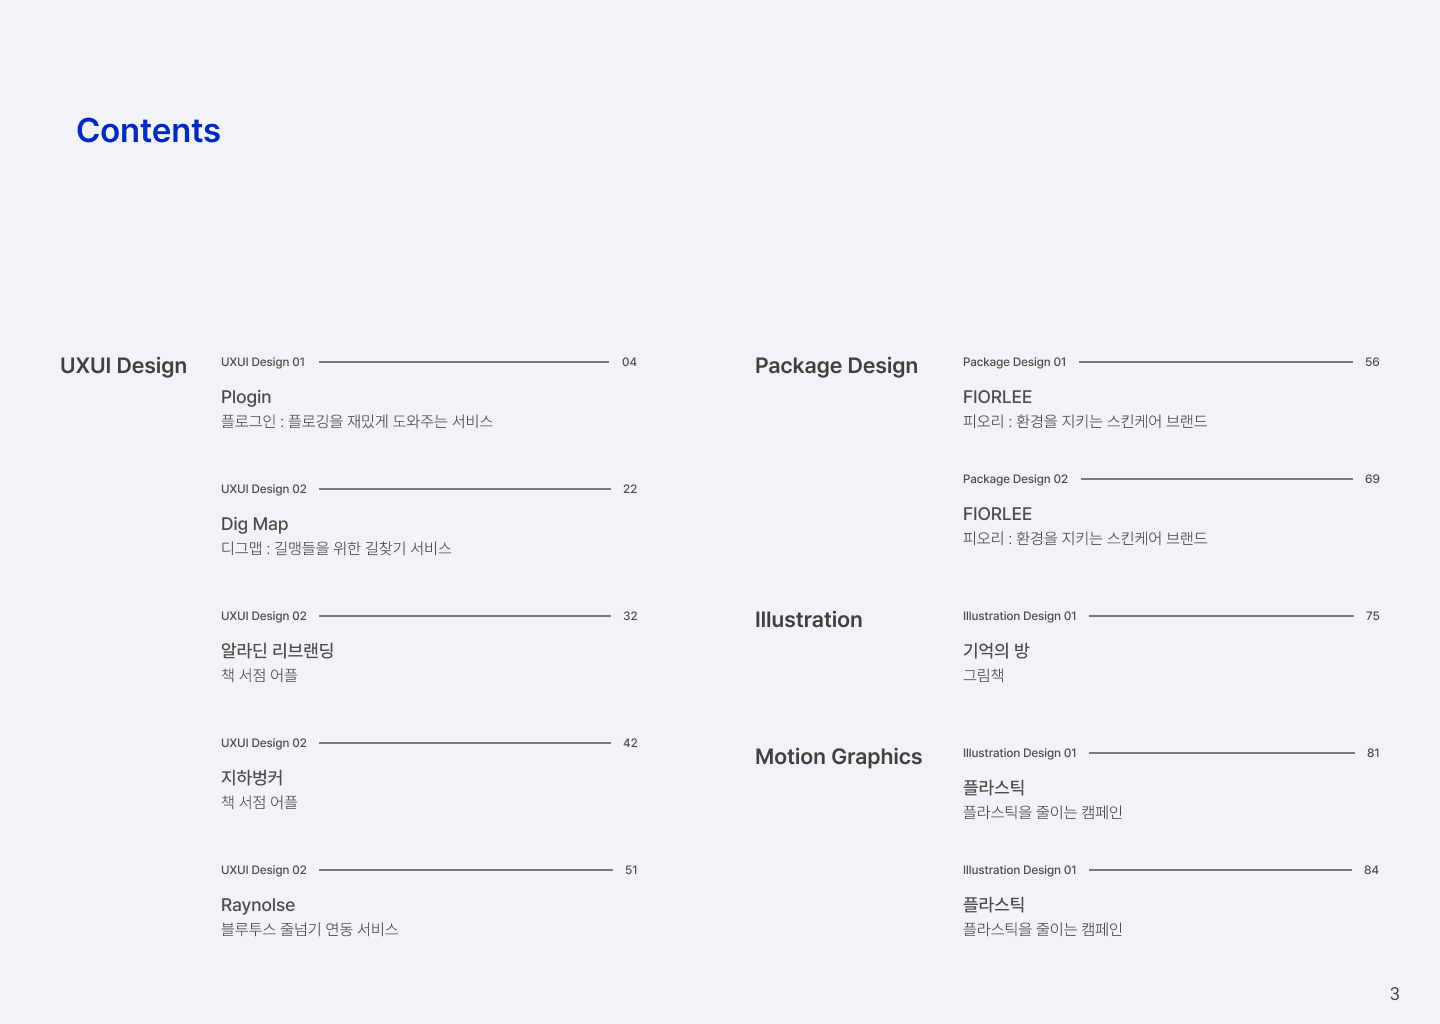 Contents
UXUI Design
UXUI Design 01 04
Plogin
플로그인 : 플로깅을 재밌게 도와주는 서비스
UXUI Design 02 22
Dig Map
디그맵 : 길맹들을 위한 길찾기 서비스
UXUI Design 02 32
알라딘 리브랜딩
책 서점 어플
UXUI Design 02 42
지하벙커
책 서점 어플
UXUI Design 02 51
Raynolse
블루투스 줄넘기 연동 서비스
Package Design
Package Design 01 56
FIORLEE
피오리 : 환경을 지키는 스킨케어 브랜드
Package Design 02 69
FIORLEE
피오리 : 환경을 지키는 스킨케어 브랜드
Illustration
Illustration Design 01 75
기억의 방
그림책
Motion Graphics
Illustration Design 01 81
플라스틱
플라스틱을 줄이는 캠페인
Illustration Design 01 84
플라스틱
플라스틱을 줄이는 캠페인
3